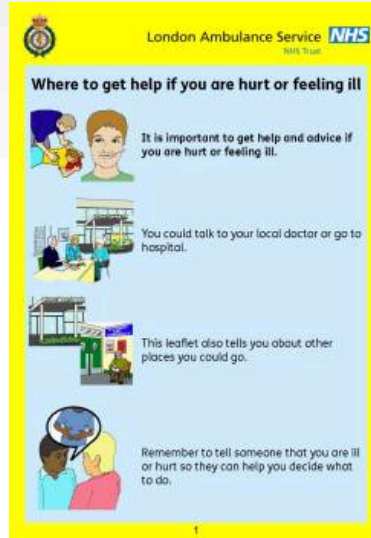 London Ambulance Service NHS
NHS Trust
Where to get help if you are hurt or feeling ill
It is important to get help and advice if
you are hurt or feeling ill.
You could talk to your local doctor or go to
hospital.
This leaflet also tells you about other
places you could go.
Remember to tell someone that you are ill
or hurt so they can help you decide what
to do.
1